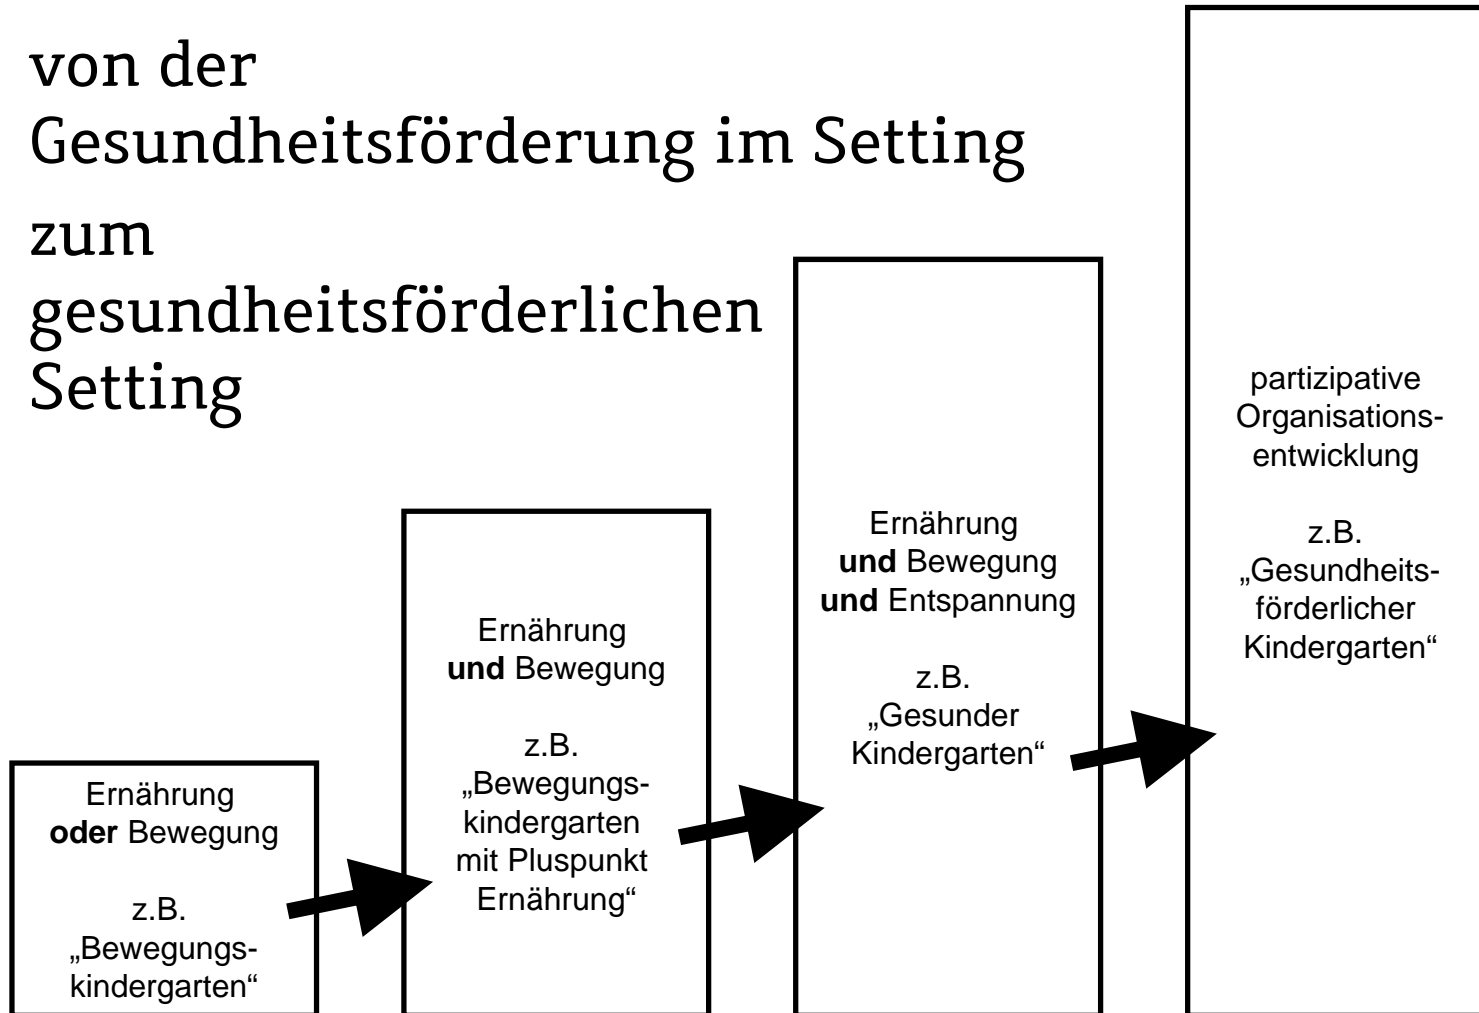 von der
Gesundheitsförderung im Setting
zum
gesundheitsförderlichen
Setting
Ernährung
oder Bewegung
z.B.
„Bewegungs-
kindergarten“
Ernährung
und Bewegung
z.B.
„Bewegungs-
kindergarten
mit Pluspunkt
Ernährung“
Ernährung
und Bewegung
und Entspannung
z.B.
„Gesunder
Kindergarten“
partizipative
Organisations-
entwicklung
z.B.
„Gesundheits-
förderlicher
Kindergarten“